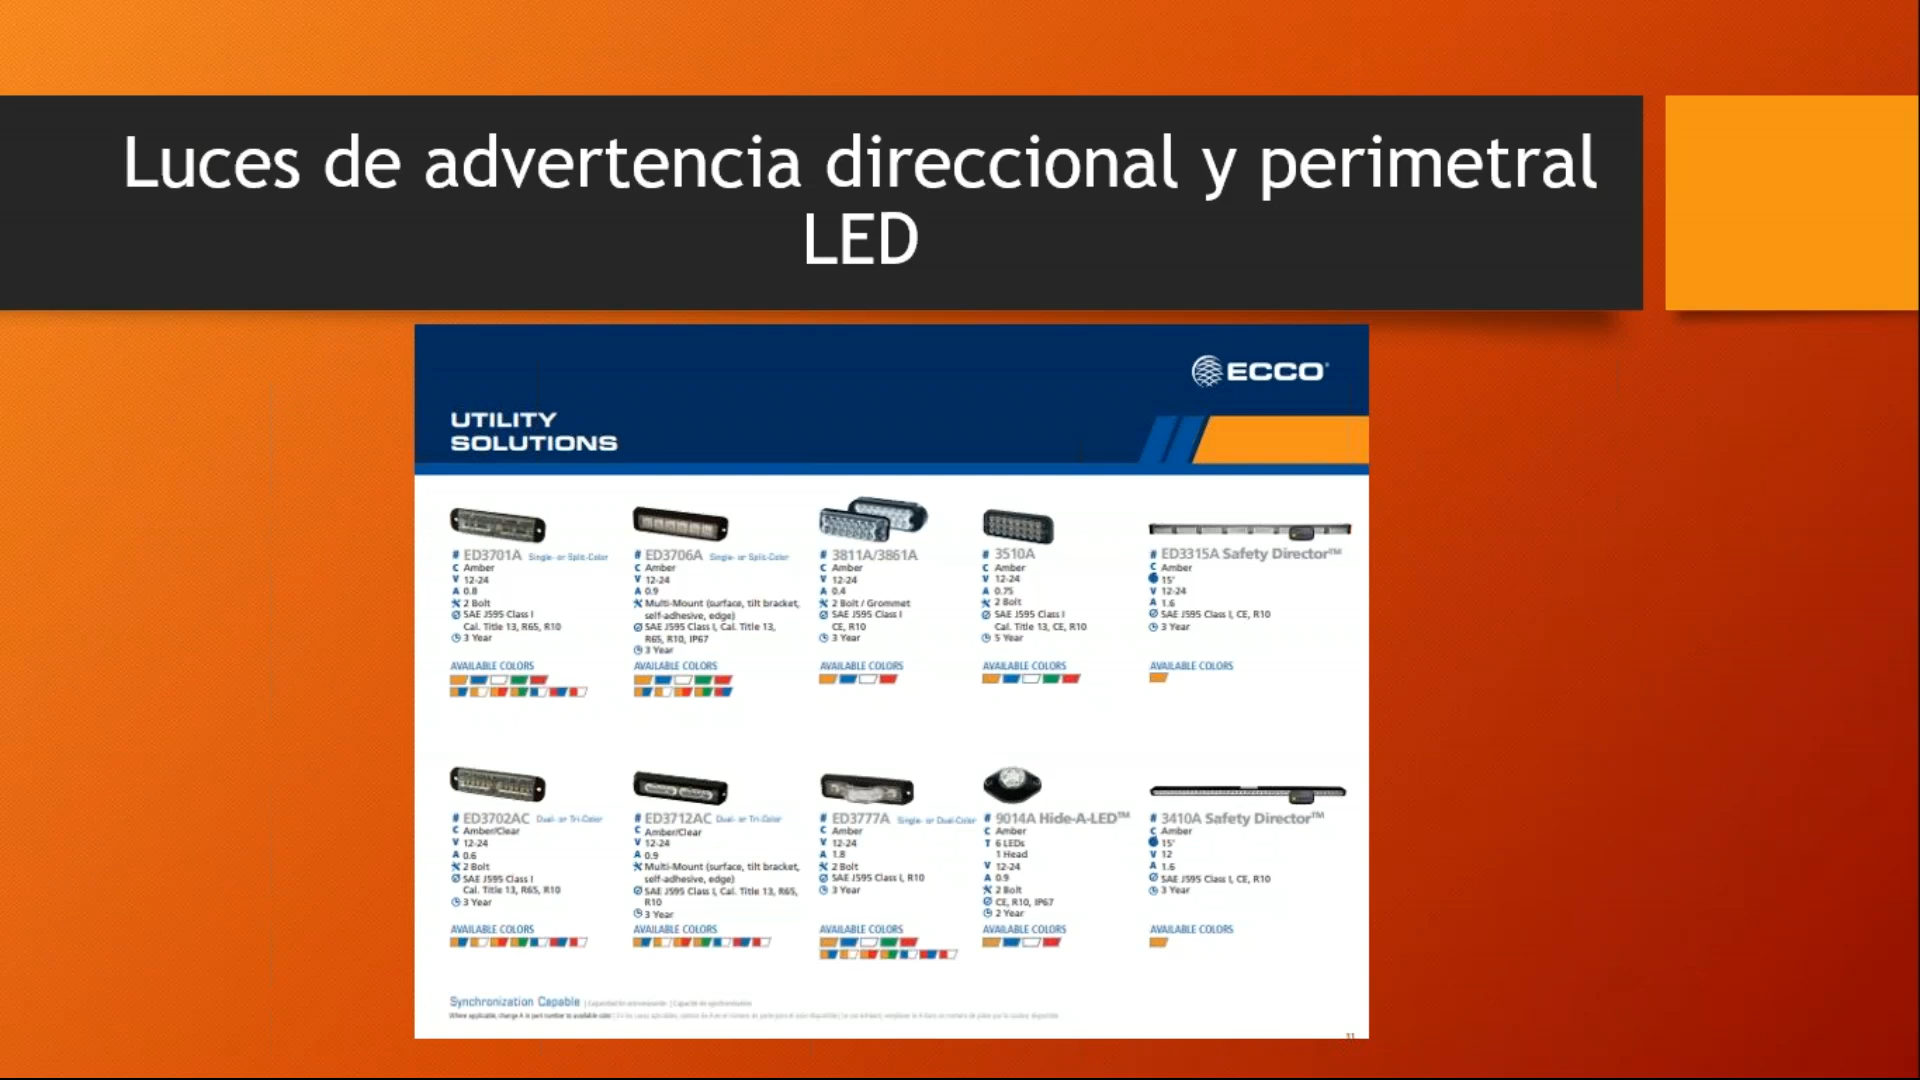 Luces de advertencia direccional y perimetral
LED
ECCO
UTILITY
SOLUTIONS
# ED3701A Single- or Split-Color
C Amber
V 12-24
A 0.8
2 Bolt
SAE J595 Class I
Cal. Title 13, R65, R10
3 Year
AVAILABLE COLORS
# ED3706A Single- or Split-Color
C Amber
V 12-24
A 0.9
Multi-Mount (surface, tilt bracket,
self-adhesive, edge)
SAE J595 Class I, Cal. Title 13,
R65, R10, IP67
3 Year
AVAILABLE COLORS
# 3811A/3861A
C Amber
V 12-24
A 0.4
2 Bolt / Grommet
SAE J595 Class I
CE, R10
3 Year
AVAILABLE COLORS
# 3510A
C Amber
V 12-24
A 0.75
2 Bolt
SAE J595 Class I
Cal. Title 13, CE, R10
5 Year
AVAILABLE COLORS
# ED3315A Safety Director™
C Amber
15'
V 12-24
A 1.6
SAE J595 Class I, CE, R10
3 Year
AVAILABLE COLORS
# ED3702AC Dual- or Tri-Color
C Amber/Clear
V 12-24
A 0.6
2 Bolt
SAE J595 Class I
Cal. Title 13, R65, R10
3 Year
AVAILABLE COLORS
# ED3712AC Dual- or Tri-Color
C Amber/Clear
V 12-24
A 0.9
Multi-Mount (surface, tilt bracket,
self-adhesive, edge)
SAE J595 Class I, Cal. Title 13, R65,
R10
3 Year
AVAILABLE COLORS
# ED3777A Single- or Dual-Color
C Amber
V 12-24
A 1.8
2 Bolt
SAE J595 Class I, R10
3 Year
AVAILABLE COLORS
# 9014A Hide-A-LED™
C Amber
T 6 LEDs
1 Head
V 12-24
A 0.9
2 Bolt
CE, R10, IP67
2 Year
AVAILABLE COLORS
# 3410A Safety Director™
C Amber
15'
V 12
A 1.6
SAE J595 Class I, CE, R10
3 Year
AVAILABLE COLORS
Synchronization Capable
Where applicable, change A in part number to available color
11